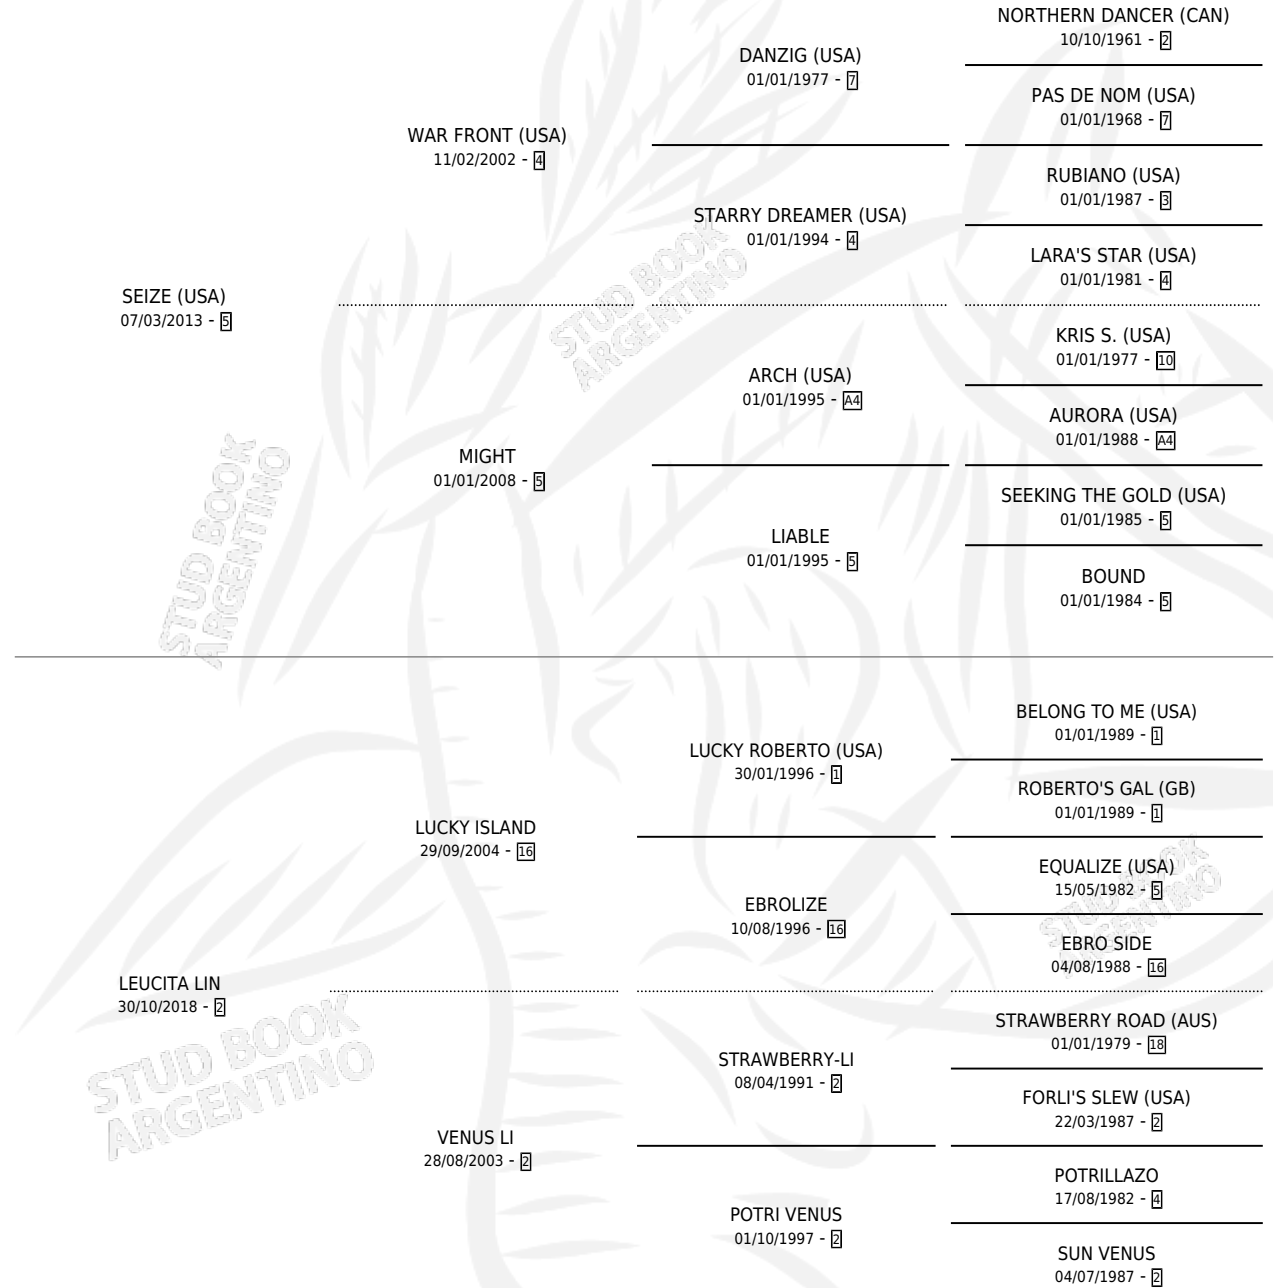 NORTHERN DANCER (CAN)
10/10/1961 - 2
DANZIG (USA)
01/01/1977 - 7
PAS DE NOM (USA)
01/01/1968 - 7
WAR FRONT (USA)
11/02/2002 - 4
RUBIANO (USA)
01/01/1987 - 3
STARRY DREAMER (USA)
01/01/1994 - 4
LARA'S STAR (USA)
01/01/1981 - 4
SEIZE (USA)
07/03/2013 - 5
KRIS S. (USA)
01/01/1977 - 10
ARCH (USA)
01/01/1995 - A4
AURORA (USA)
01/01/1988 - A4
MIGHT
01/01/2008 - 5
SEEKING THE GOLD (USA)
01/01/1985 - 5
LIABLE
01/01/1995 - 5
BOUND
01/01/1984 - 5
BELONG TO ME (USA)
01/01/1989 - 1
LUCKY ROBERTO (USA)
30/01/1996 - 1
ROBERTO'S GAL (GB)
01/01/1989 - 1
LUCKY ISLAND
29/09/2004 - 16
EQUALIZE (USA)
15/05/1982 - 5
EBROLIZE
10/08/1996 - 16
EBRO SIDE
04/08/1988 - 16
LEUCITA LIN
30/10/2018 - 2
STRAWBERRY ROAD (AUS)
01/01/1979 - 18
STRAWBERRY-LI
08/04/1991 - 2
FORLI'S SLEW (USA)
22/03/1987 - 2
VENUS LI
28/08/2003 - 2
POTRILLAZO
17/08/1982 - 4
POTRI VENUS
01/10/1997 - 2
SUN VENUS
04/07/1987 - 2
STUD BOOK
ARGENTINO
STUD BOOK
ARGENTINO
STUD BOOK
ARGENTINO
STUD BOOK
ARGENTINO